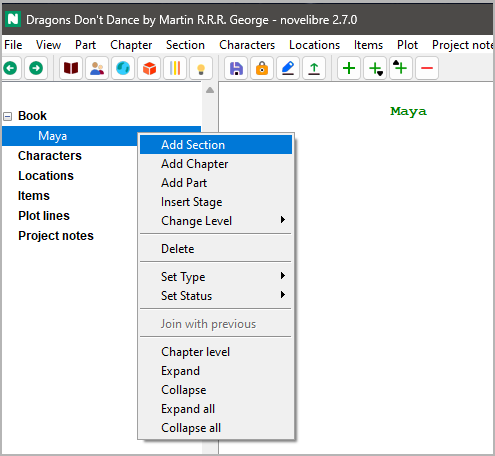 Dragons Don't Dance by Martin R.R.R. George - novelibre 2.7.0
File View Part Chapter Section Characters Locations Items Plot Project note
Book
Maya
Characters
Locations
Items
Plot lines
Project notes
Add Section
Add Chapter
Add Part
Insert Stage
Change Level
Delete
Set Type
Set Status
Join with previous
Chapter level
Expand
Collapse
Expand all
Collapse all
Maya